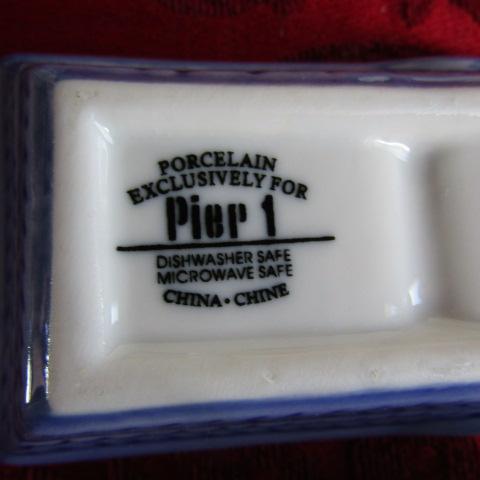 PORCELAIN
EXCLUSIVELY FOR
Pier 1
DISHWASHER SAFE
MICROWAVE SAFE
CHINA • CHINE